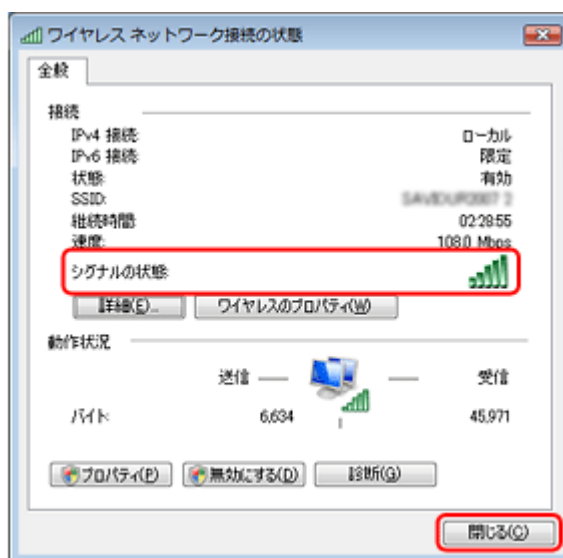 ワイヤレス ネットワーク接続の状態
全般
接続
IPv4 接続: ローカル
IPv6 接続: 限定
状態: 有効
SSID:
継続時間: 02:28:55
速度: 108.0 Mbps
シグナルの状態:
詳細(E)... ワイヤレスのプロパティ(W)
動作状況
送信 受信
バイト: 6,634 45,971
プロパティ(P) 無効にする(D) 診断(G)
閉じる(C)